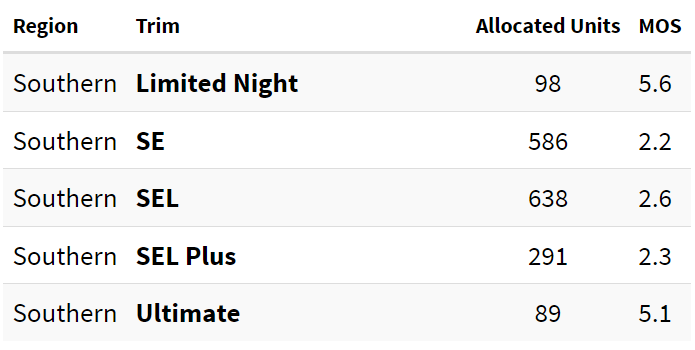 Region Trim Allocated Units MOS
Southern Limited Night 98 5.6
Southern SE 586 2.2
Southern SEL 638 2.6
Southern SEL Plus 291 2.3
Southern Ultimate 89 5.1